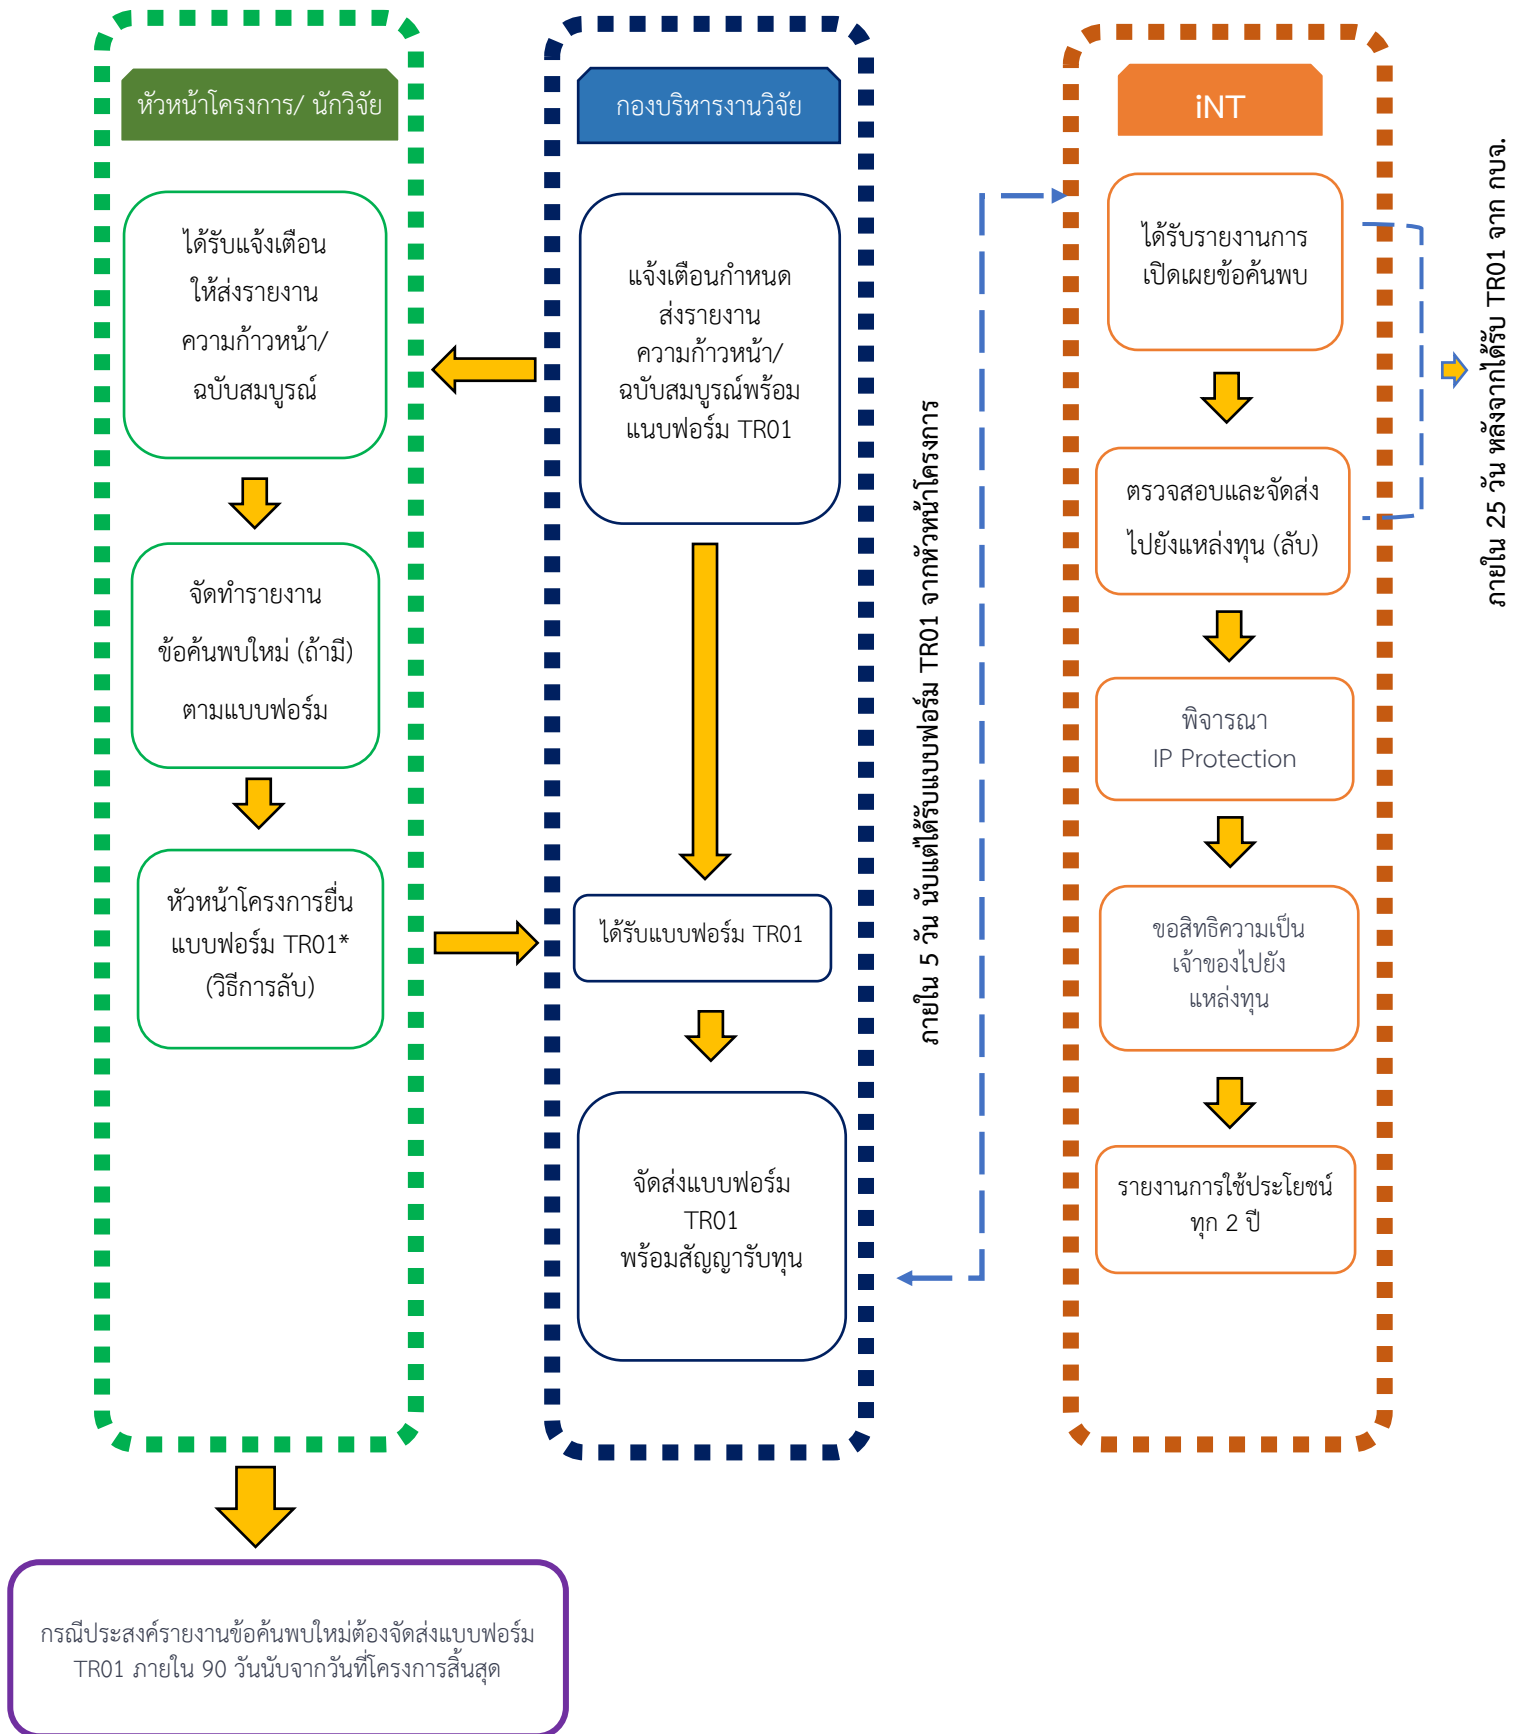 หัวหน้าโครงการ/ นักวิจัย
ได้รับแจ้งเตือน
ให้ส่งรายงาน
ความก้าวหน้า/
ฉบับสมบูรณ์
จัดทำรายงาน
ข้อค้นพบใหม่ (ถ้ามี)
ตามแบบฟอร์ม
หัวหน้าโครงการยื่น
แบบฟอร์ม TR01*
(วิธีการลับ)
กรณีประสงค์รายงานข้อค้นพบใหม่ต้องจัดส่งแบบฟอร์ม
TR01 ภายใน 90 วันนับจากวันที่โครงการสิ้นสุด
กองบริหารงานวิจัย
แจ้งเตือนกำหนด
ส่งรายงาน
ความก้าวหน้า/
ฉบับสมบูรณ์พร้อม
แนบฟอร์ม TR01
ได้รับแบบฟอร์ม TR01
จัดส่งแบบฟอร์ม
TR01
พร้อมสัญญารับทุน
ภายใน 5 วัน นับแต่ได้รับแบบฟอร์ม TR01 จากหัวหน้าโครงการ
iNT
ได้รับรายงานการ
เปิดเผยข้อค้นพบ
ตรวจสอบและจัดส่ง
ไปยังแหล่งทุน (ลับ)
พิจารณา
IP Protection
ขอสิทธิความเป็น
เจ้าของไปยัง
แหล่งทุน
รายงานการใช้ประโยชน์
ทุก 2 ปี
ภายใน 25 วัน หลังจากได้รับ TR01 จาก กบจ.